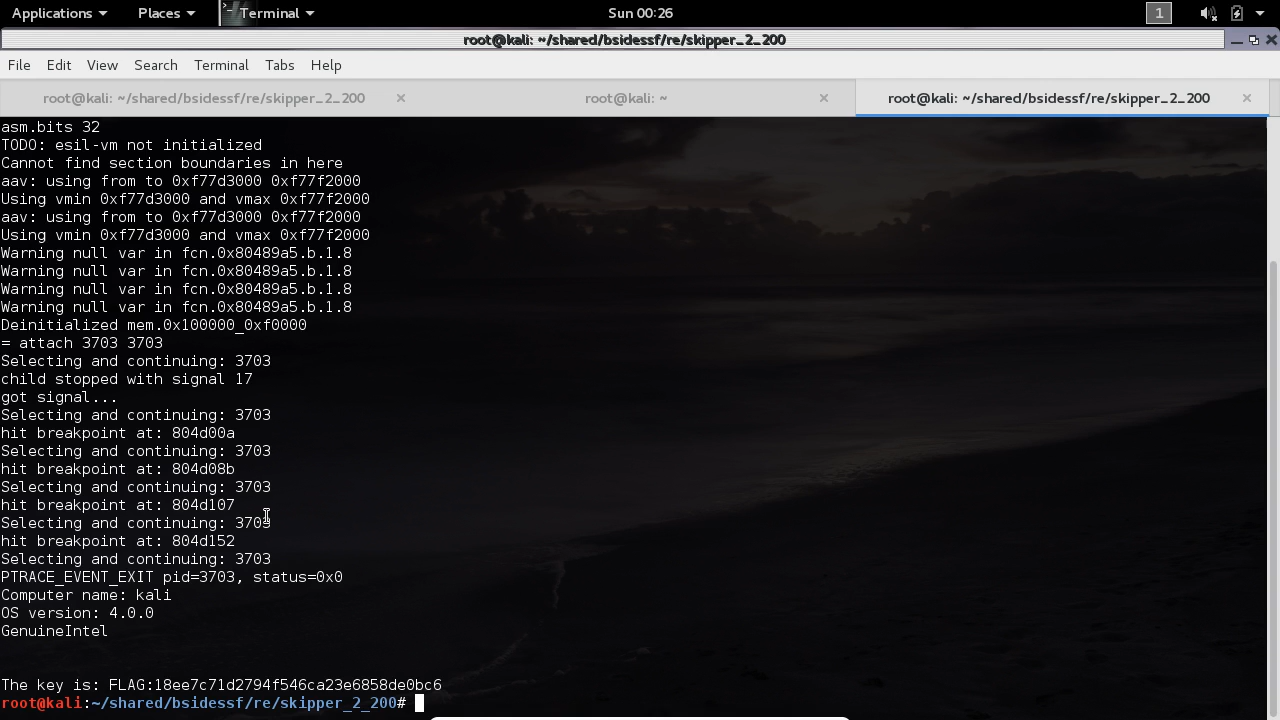 Applications Places Terminal Sun 00:26 1
root@kali: ~/shared/bsidessf/re/skipper_2_200
File Edit View Search Terminal Tabs Help
root@kali: ~/shared/bsidessf/re/skipper_2_200 root@kali: ~ root@kali: ~/shared/bsidessf/re/skipper_2_200
asm.bits 32
TODO: esil-vm not initialized
Cannot find section boundaries in here
aav: using from to 0xf77d3000 0xf77f2000
Using vmin 0xf77d3000 and vmax 0xf77f2000
aav: using from to 0xf77d3000 0xf77f2000
Using vmin 0xf77d3000 and vmax 0xf77f2000
Warning null var in fcn.0x80489a5.b.1.8
Warning null var in fcn.0x80489a5.b.1.8
Warning null var in fcn.0x80489a5.b.1.8
Warning null var in fcn.0x80489a5.b.1.8
Deinitialized mem.0x100000_0xf0000
= attach 3703 3703
Selecting and continuing: 3703
child stopped with signal 17
got signal...
Selecting and continuing: 3703
hit breakpoint at: 804d00a
Selecting and continuing: 3703
hit breakpoint at: 804d08b
Selecting and continuing: 3703
hit breakpoint at: 804d107
Selecting and continuing: 3703
hit breakpoint at: 804d152
Selecting and continuing: 3703
PTRACE_EVENT_EXIT pid=3703, status=0x0
Computer name: kali
OS version: 4.0.0
GenuineIntel
The key is: FLAG:18ee7c71d2794f546ca23e6858de0bc6
root@kali:~/shared/bsidessf/re/skipper_2_200#